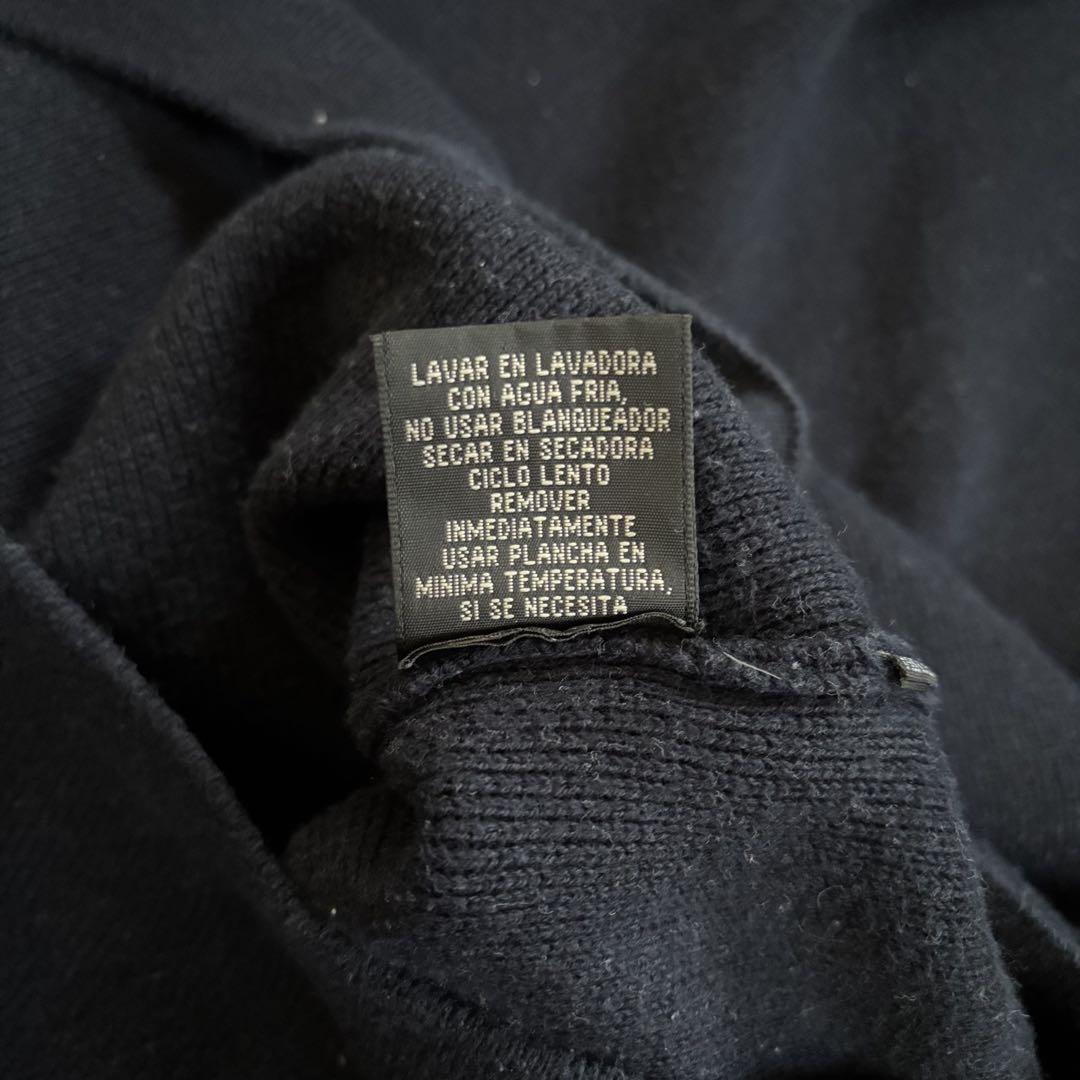 LAVAR EN LAVADORA
CON AGUA FRIA,
NO USAR BLANQUEADOR
SECAR EN SECADORA
CICLO LENTO
REMOVER
INMEDIATAMENTE
USAR PLANCHA EN
MINIMA TEMPERATURA,
SI SE NECESITA